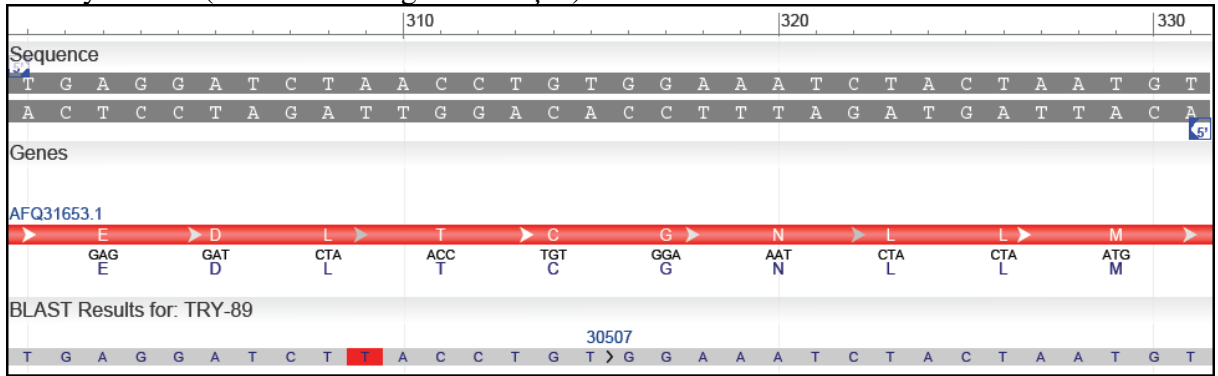 310 320 330
Sequence
5'
T G A G G A T C T A A C C T G T G G A A A T C T A C T A A T G T
A C T C C T A G A T T G G A C A C C T T T A G A T G A T T A C A
5'
Genes
AFQ31653.1
E D L T C G N L L M
GAG GAT CTA ACC TGT GGA AAT CTA CTA ATG
E D L T C G N L L M
BLAST Results for: TRY-89
30507
T G A G G A T C T T A C C T G T G G A A A T C T A C T A A T G T